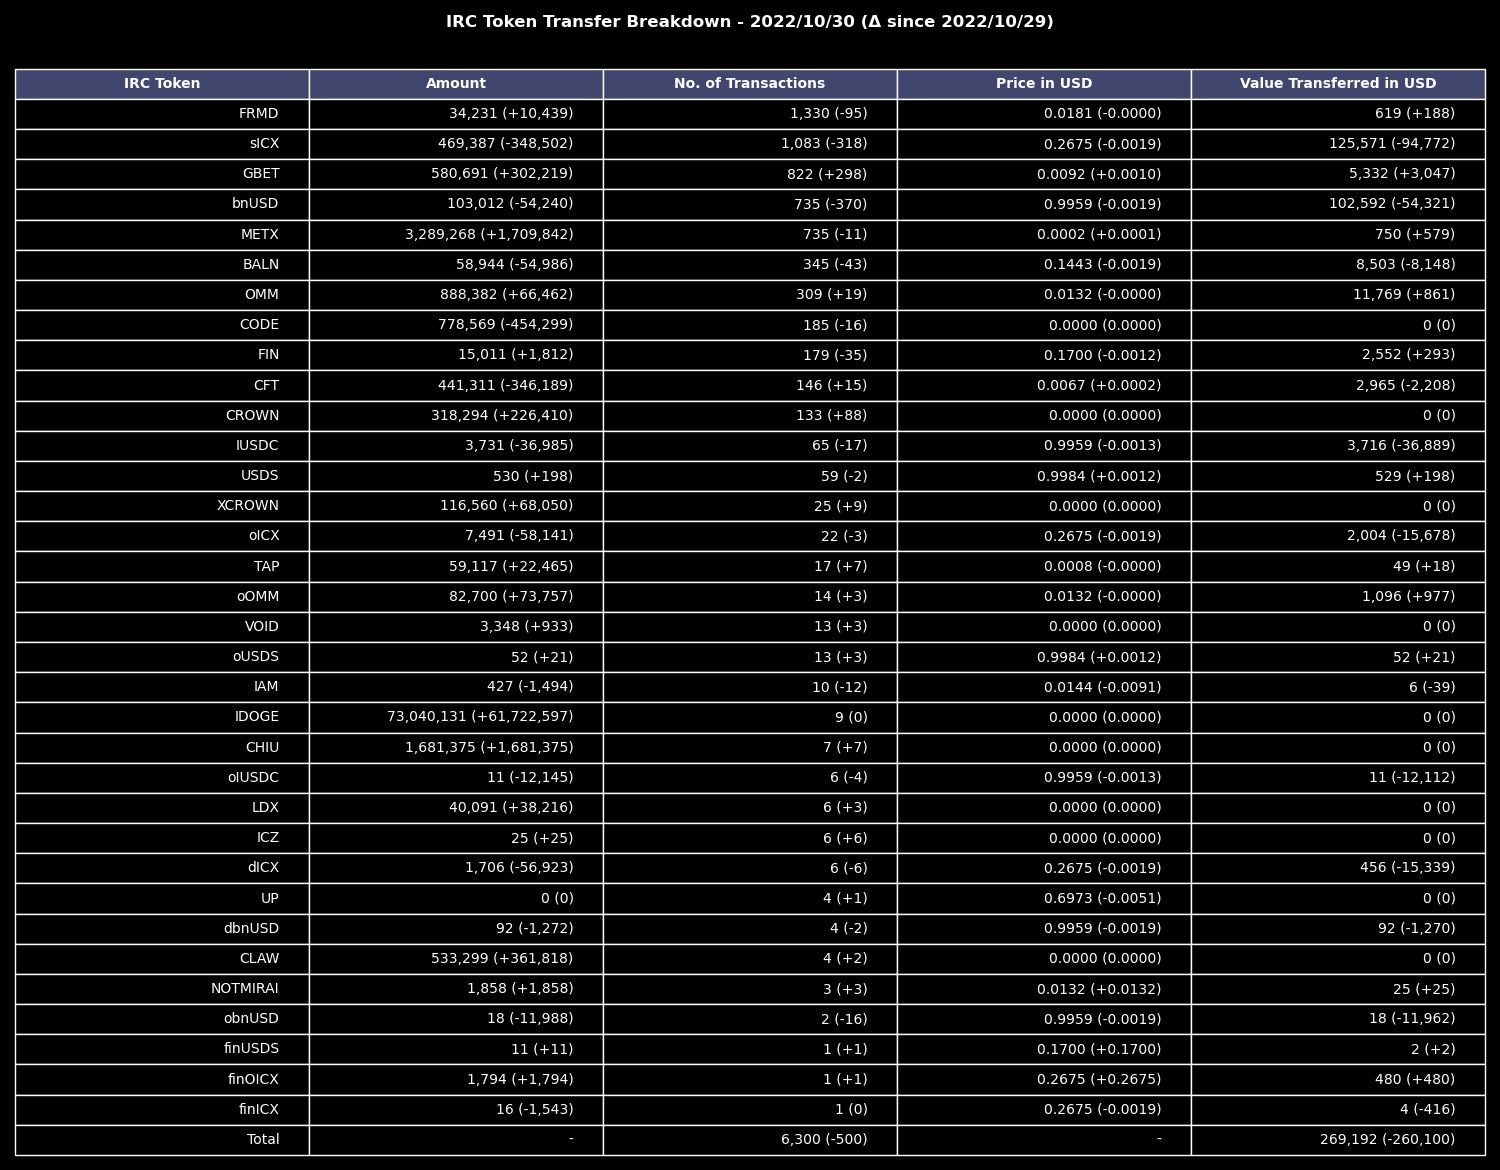 IRC Token Transfer Breakdown - 2022/10/30 (Δ since 2022/10/29)
IRC Token Amount No. of Transactions Price in USD Value Transferred in USD
FRMD 34,231 (+10,439) 1,330 (-95) 0.0181 (-0.0000) 619 (+188)
sICX 469,387 (-348,502) 1,083 (-318) 0.2675 (-0.0019) 125,571 (-94,772)
GBET 580,691 (+302,219) 822 (+298) 0.0092 (+0.0010) 5,332 (+3,047)
bnUSD 103,012 (-54,240) 735 (-370) 0.9959 (-0.0019) 102,592 (-54,321)
METX 3,289,268 (+1,709,842) 735 (-11) 0.0002 (+0.0001) 750 (+579)
BALN 58,944 (-54,986) 345 (-43) 0.1443 (-0.0019) 8,503 (-8,148)
OMM 888,382 (+66,462) 309 (+19) 0.0132 (-0.0000) 11,769 (+861)
CODE 778,569 (-454,299) 185 (-16) 0.0000 (0.0000) 0 (0)
FIN 15,011 (+1,812) 179 (-35) 0.1700 (-0.0012) 2,552 (+293)
CFT 441,311 (-346,189) 146 (+15) 0.0067 (+0.0002) 2,965 (-2,208)
CROWN 318,294 (+226,410) 133 (+88) 0.0000 (0.0000) 0 (0)
IUSDC 3,731 (-36,985) 65 (-17) 0.9959 (-0.0013) 3,716 (-36,889)
USDS 530 (+198) 59 (-2) 0.9984 (+0.0012) 529 (+198)
XCROWN 116,560 (+68,050) 25 (+9) 0.0000 (0.0000) 0 (0)
oICX 7,491 (-58,141) 22 (-3) 0.2675 (-0.0019) 2,004 (-15,678)
TAP 59,117 (+22,465) 17 (+7) 0.0008 (-0.0000) 49 (+18)
oOMM 82,700 (+73,757) 14 (+3) 0.0132 (-0.0000) 1,096 (+977)
VOID 3,348 (+933) 13 (+3) 0.0000 (0.0000) 0 (0)
oUSDS 52 (+21) 13 (+3) 0.9984 (+0.0012) 52 (+21)
IAM 427 (-1,494) 10 (-12) 0.0144 (-0.0091) 6 (-39)
IDOGE 73,040,131 (+61,722,597) 9 (0) 0.0000 (0.0000) 0 (0)
CHIU 1,681,375 (+1,681,375) 7 (+7) 0.0000 (0.0000) 0 (0)
oIUSDC 11 (-12,145) 6 (-4) 0.9959 (-0.0013) 11 (-12,112)
LDX 40,091 (+38,216) 6 (+3) 0.0000 (0.0000) 0 (0)
ICZ 25 (+25) 6 (+6) 0.0000 (0.0000) 0 (0)
dICX 1,706 (-56,923) 6 (-6) 0.2675 (-0.0019) 456 (-15,339)
UP 0 (0) 4 (+1) 0.6973 (-0.0051) 0 (0)
dbnUSD 92 (-1,272) 4 (-2) 0.9959 (-0.0019) 92 (-1,270)
CLAW 533,299 (+361,818) 4 (+2) 0.0000 (0.0000) 0 (0)
NOTMIRAI 1,858 (+1,858) 3 (+3) 0.0132 (+0.0132) 25 (+25)
obnUSD 18 (-11,988) 2 (-16) 0.9959 (-0.0019) 18 (-11,962)
finUSDS 11 (+11) 1 (+1) 0.1700 (+0.1700) 2 (+2)
finOICX 1,794 (+1,794) 1 (+1) 0.2675 (+0.2675) 480 (+480)
finICX 16 (-1,543) 1 (0) 0.2675 (-0.0019) 4 (-416)
Total - 6,300 (-500) - 269,192 (-260,100)